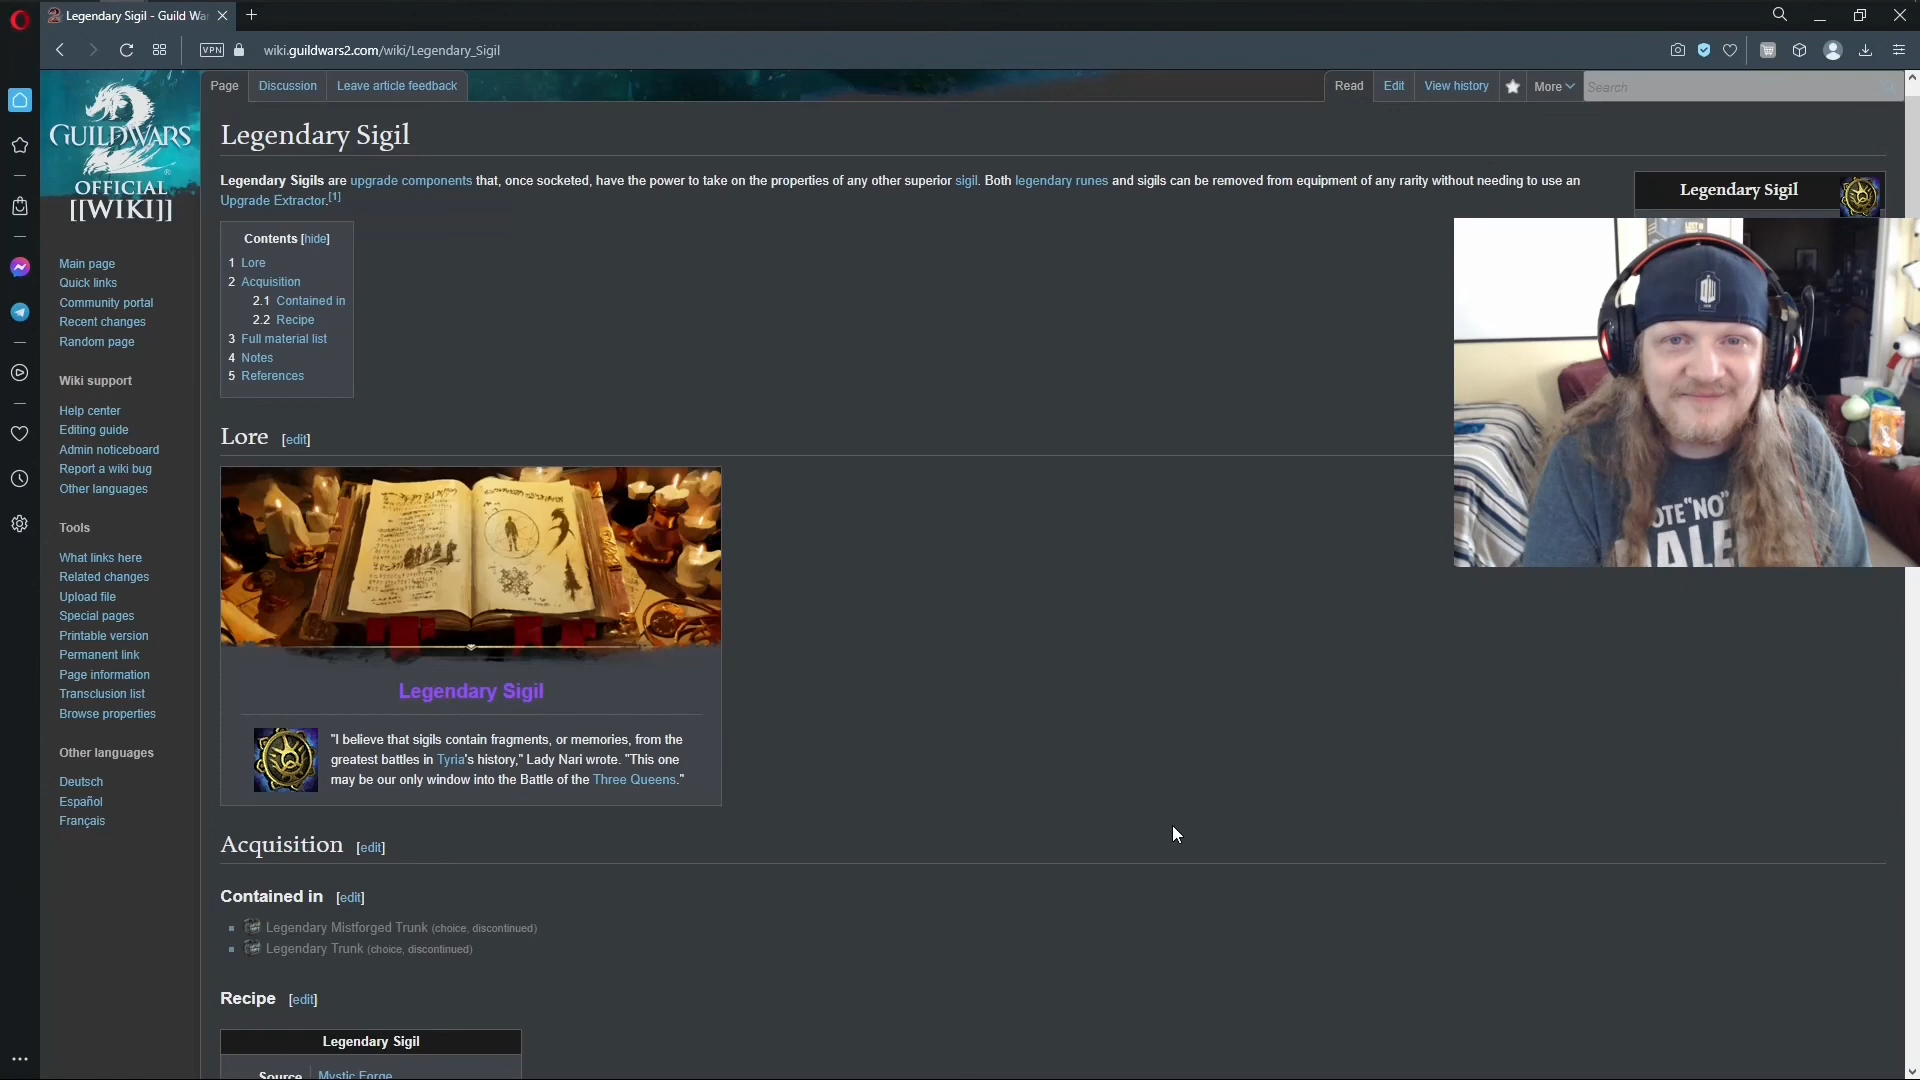 Legendary Sigil - Guild Wa
VPN
wiki.guildwars2.com/wiki/Legendary_Sigil
GUILDWARS
2
OFFICIAL
[[WIKI]]
Page
Discussion
Leave article feedback
Read
Edit
View history
More
Search
Legendary Sigil
Legendary Sigils are upgrade components that, once socketed, have the power to take on the properties of any other superior sigil. Both legendary runes and sigils can be removed from equipment of any rarity without needing to use an
Upgrade Extractor.[1]
Legendary Sigil
Contents [hide]
1 Lore
2 Acquisition
2.1 Contained in
2.2 Recipe
3 Full material list
4 Notes
5 References
Main page
Quick links
Community portal
Recent changes
Random page
Wiki support
Help center
Editing guide
Admin noticeboard
Report a wiki bug
Other languages
Tools
What links here
Related changes
Upload file
Special pages
Printable version
Permanent link
Page information
Transclusion list
Browse properties
Other languages
Deutsch
Español
Français
Lore [edit]
Legendary Sigil
"I believe that sigils contain fragments, or memories, from the
greatest battles in Tyria's history," Lady Nari wrote. "This one
may be our only window into the Battle of the Three Queens."
Acquisition [edit]
Contained in [edit]
Legendary Mistforged Trunk (choice, discontinued)
Legendary Trunk (choice, discontinued)
Recipe [edit]
Legendary Sigil
Source
Mystic Forge
DW
OTE "NO"
ALE